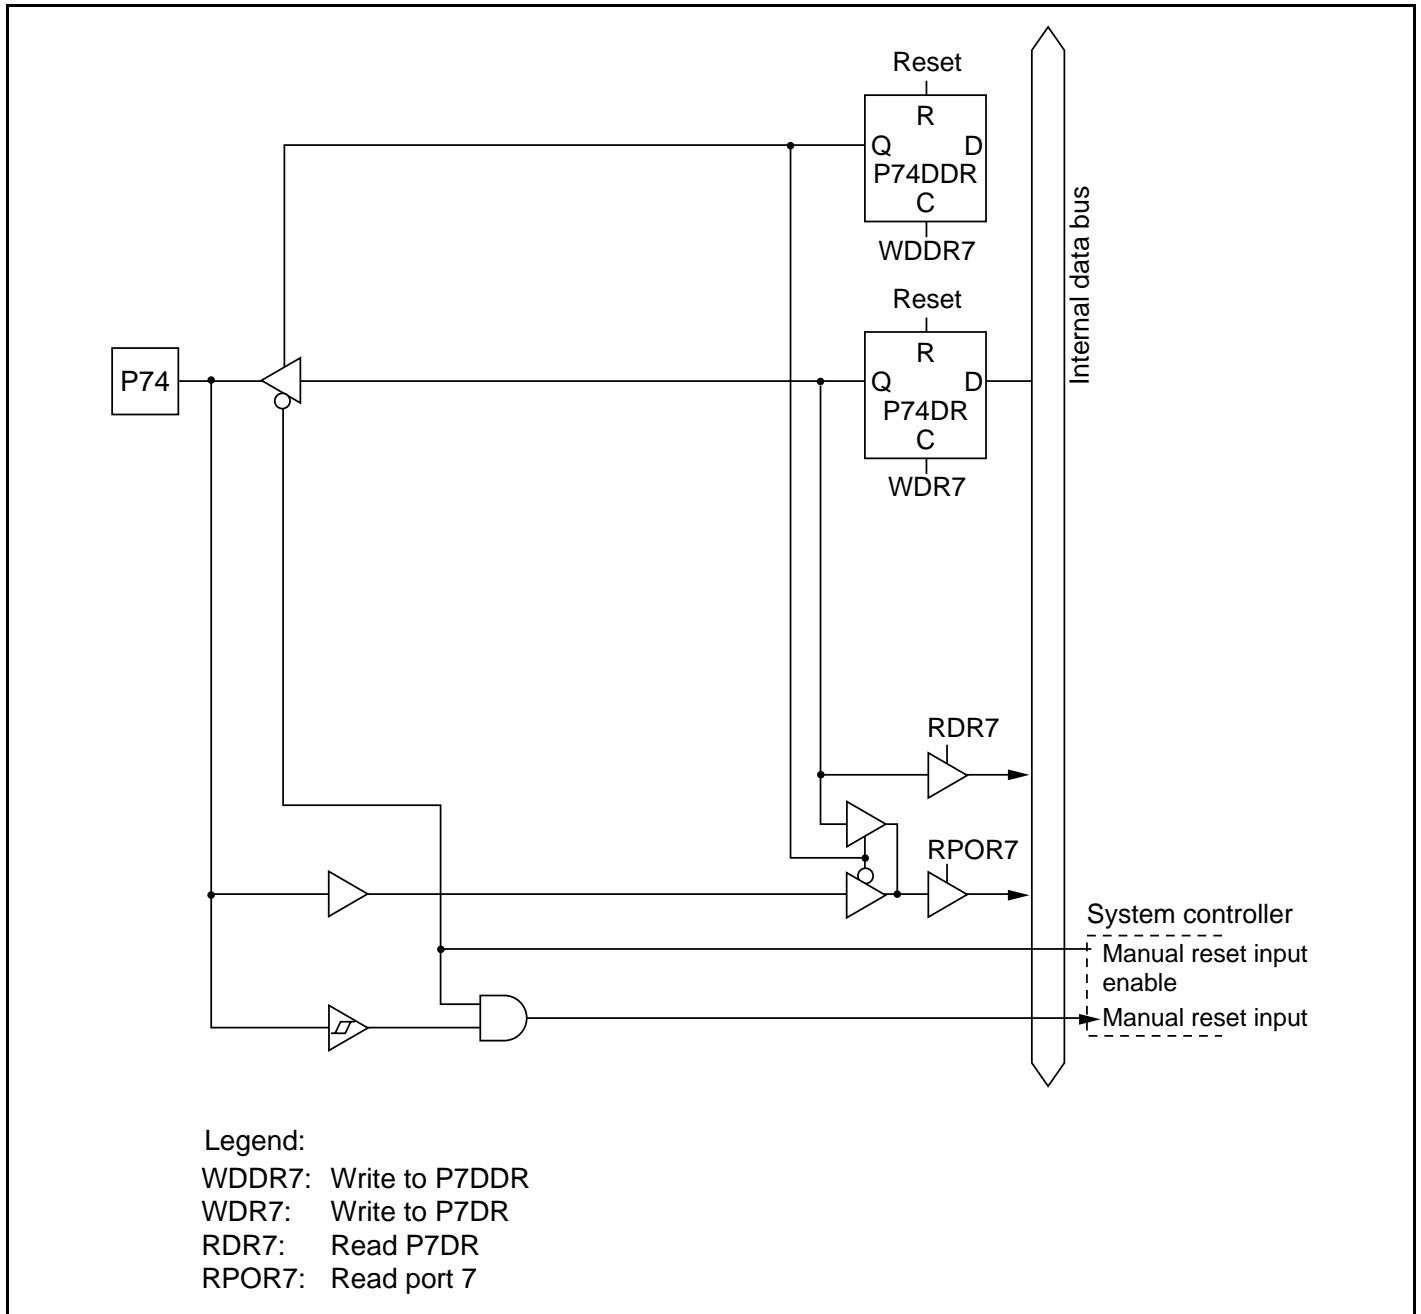 Reset
R
Q D
P74DDR
C
WDDR7
Internal data bus
Reset
R
P74
Q D
P74DR
C
WDR7
RDR7
RPOR7
System controller
Manual reset input
enable
Manual reset input
Legend:
WDDR7: Write to P7DDR
WDR7: Write to P7DR
RDR7: Read P7DR
RPOR7: Read port 7